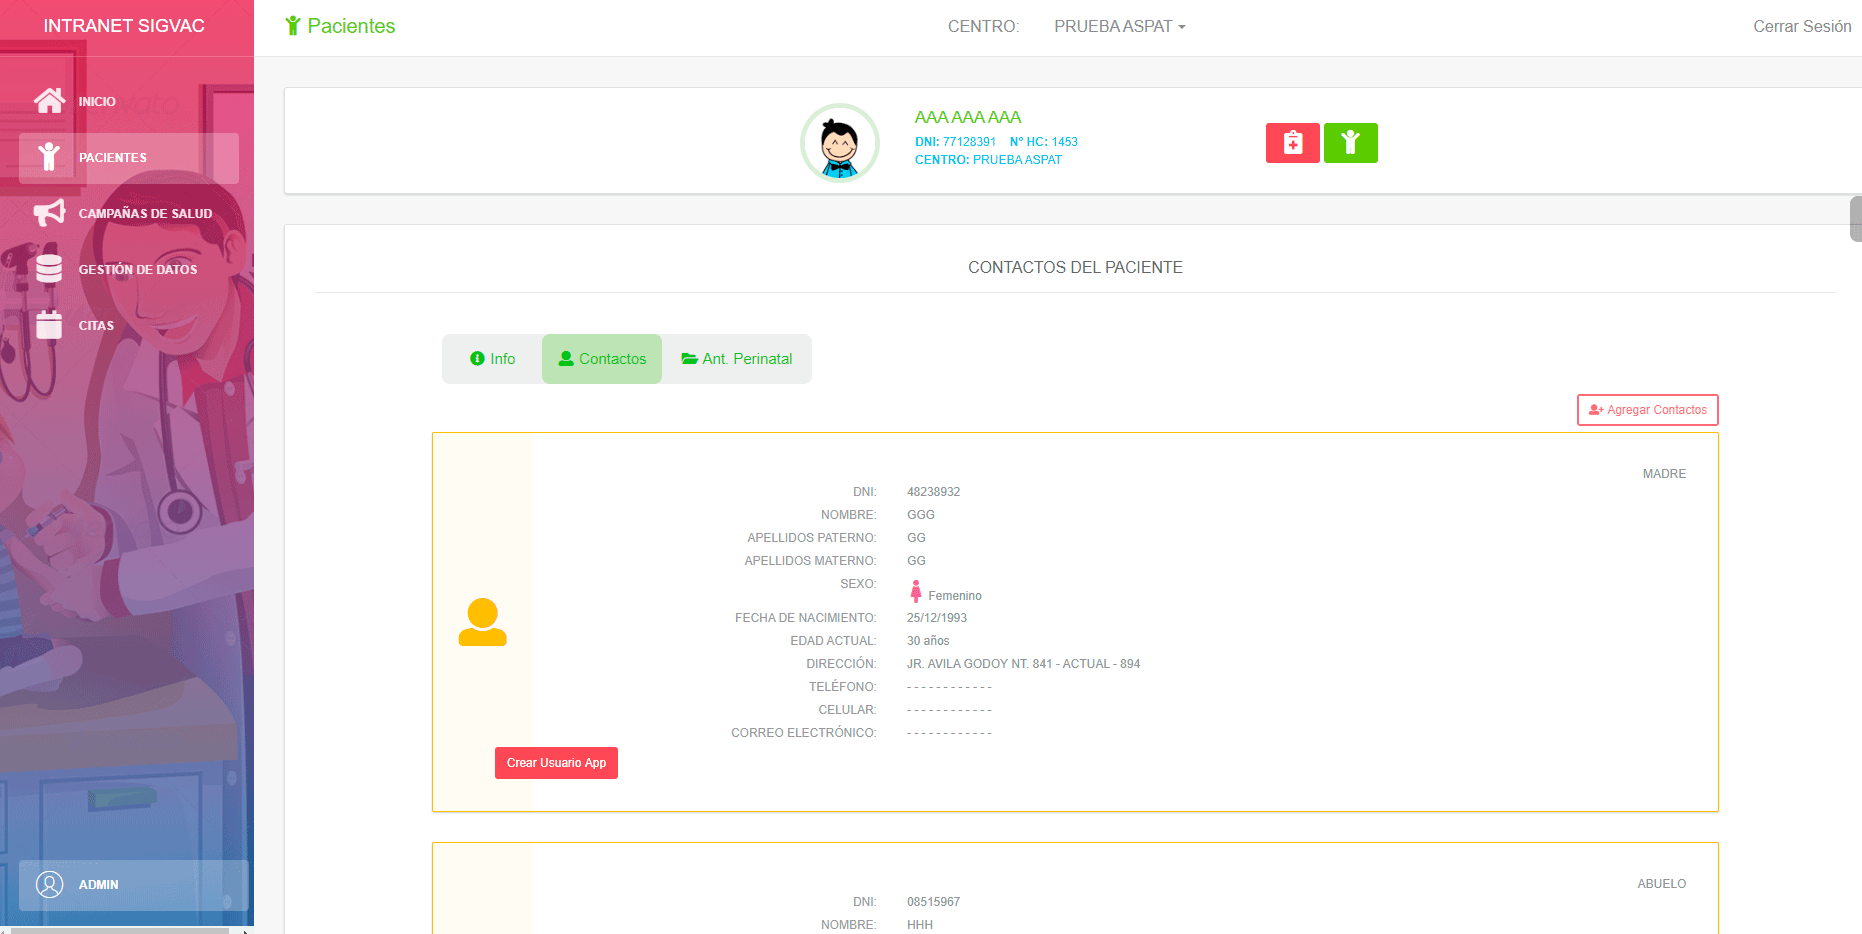 INTRANET SIGVAC
INICIO
PACIENTES
CAMPAÑAS DE SALUD
GESTIÓN DE DATOS
CITAS
ADMIN
Pacientes
CENTRO: PRUEBA ASPAT
Cerrar Sesión
AAA AAA AAA
DNI: 77128391 N° HC: 1453
CENTRO: PRUEBA ASPAT
CONTACTOS DEL PACIENTE
Info
Contactos
Ant. Perinatal
Agregar Contactos
MADRE
DNI: 48238932
NOMBRE: GGG
APELLIDOS PATERNO: GG
APELLIDOS MATERNO: GG
SEXO: Femenino
FECHA DE NACIMIENTO: 25/12/1993
EDAD ACTUAL: 30 años
DIRECCIÓN: JR. AVILA GODOY NT. 841 - ACTUAL - 894
TELÉFONO: - - - - - - - - - - - -
CELULAR: - - - - - - - - - - - -
CORREO ELECTRÓNICO: - - - - - - - - - - - -
Crear Usuario App
ABUELO
DNI: 08515967
NOMBRE: HHH